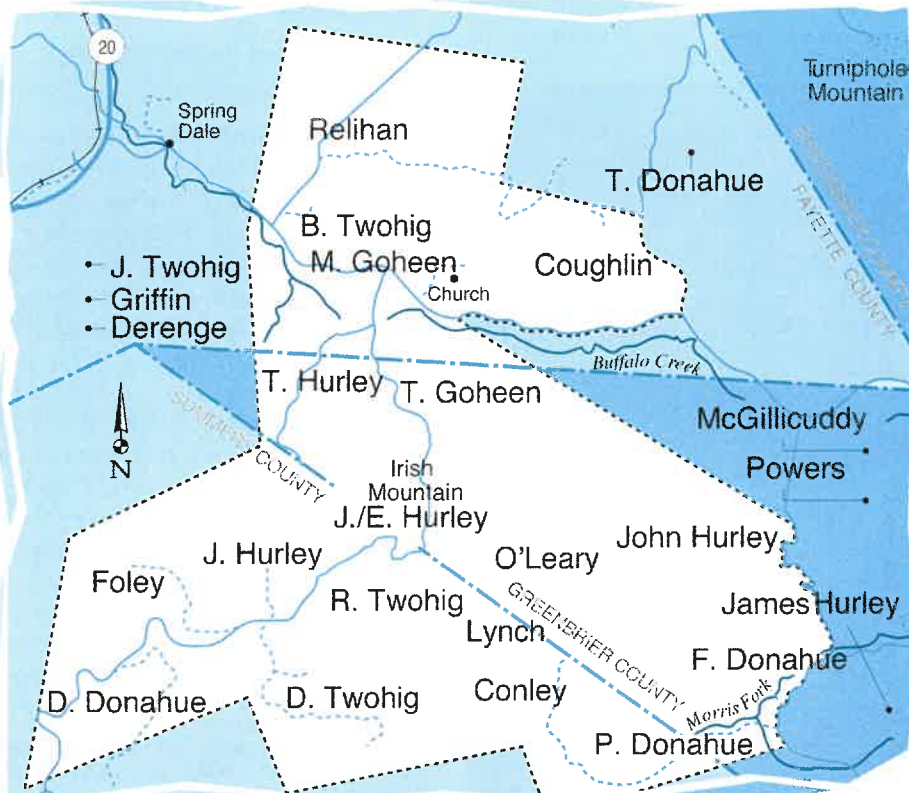 20
Turniphole
Mountain
Spring
Dale
Relihan
T. Donahue
FAYETTE COUNTY
B. Twohig
M. Goheen
Coughlin
Church
J. Twohig
Griffin
Derenge
Buffalo Creek
T. Hurley
T. Goheen
McGillicuddy
SUMMERS COUNTY
N
Powers
Irish
Mountain
J./E. Hurley
John Hurley
O'Leary
J. Hurley
Foley
R. Twohig
James Hurley
GREENBRIER COUNTY
Lynch
F. Donahue
D. Donahue
D. Twohig
Conley
Morris Fork
P. Donahue